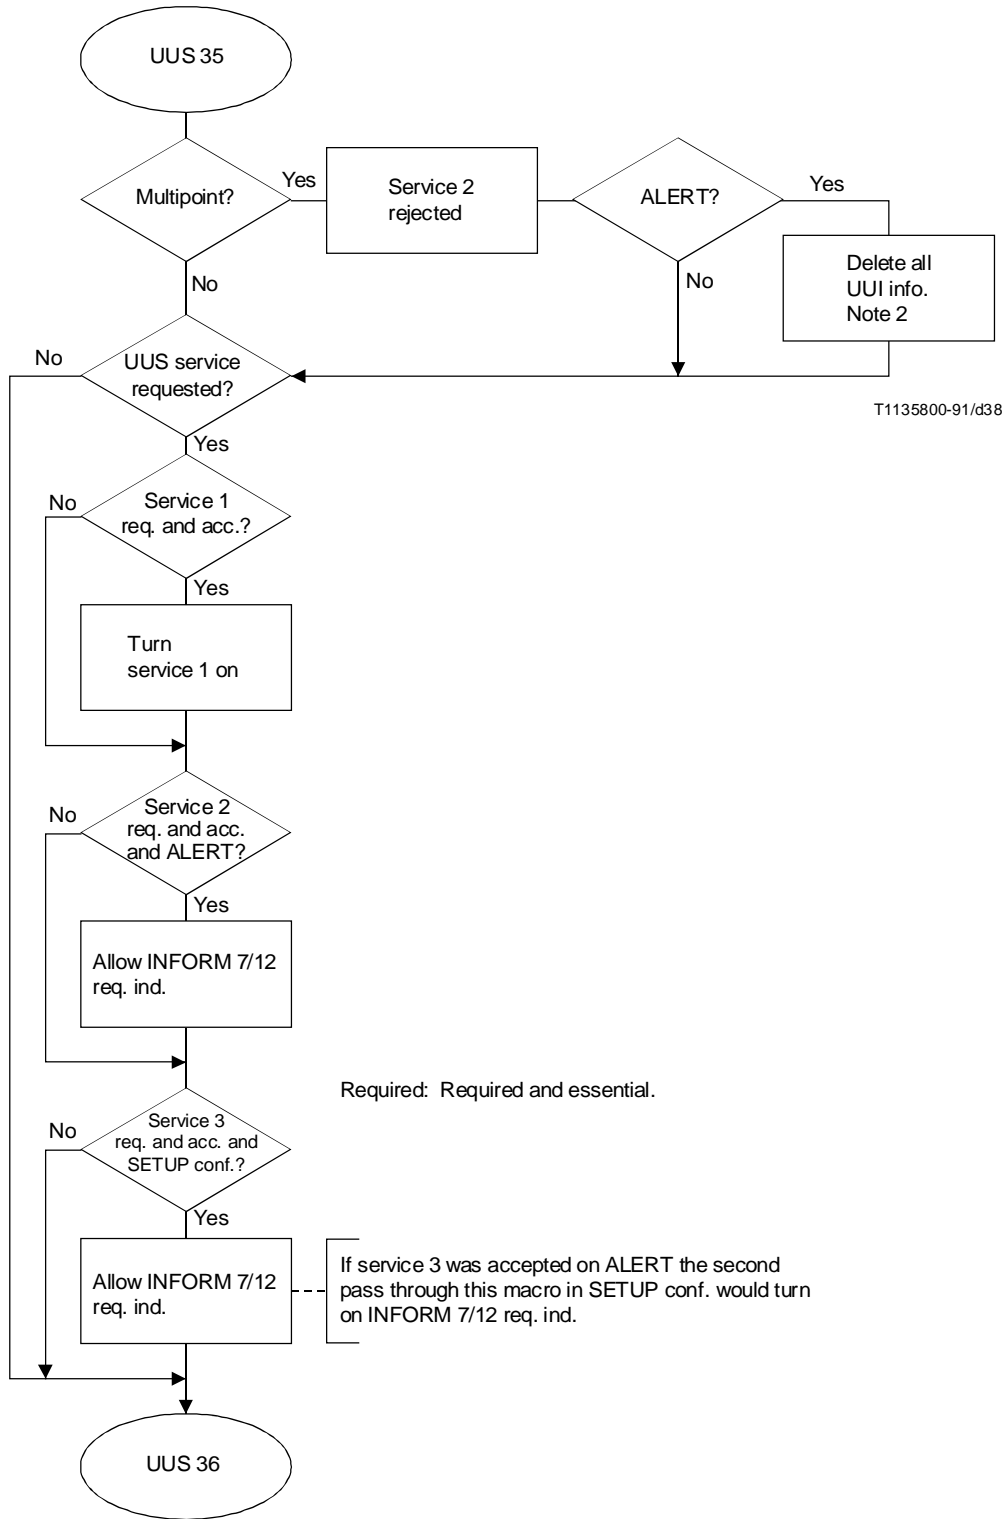 UUS 35
Multipoint?
Yes
Service 2
rejected
ALERT?
Yes
No
No
Delete all
UUI info.
Note 2
No
UUS service
requested?
T1135800-91/d38
Yes
No
Service 1
req. and acc.?
Yes
Turn
service 1 on
No
Service 2
req. and acc.
and ALERT?
Yes
Allow INFORM 7/12
req. ind.
Required: Required and essential.
No
Service 3
req. and acc. and
SETUP conf.?
Yes
Allow INFORM 7/12
req. ind.
If service 3 was accepted on ALERT the second
pass through this macro in SETUP conf. would turn
on INFORM 7/12 req. ind.
UUS 36